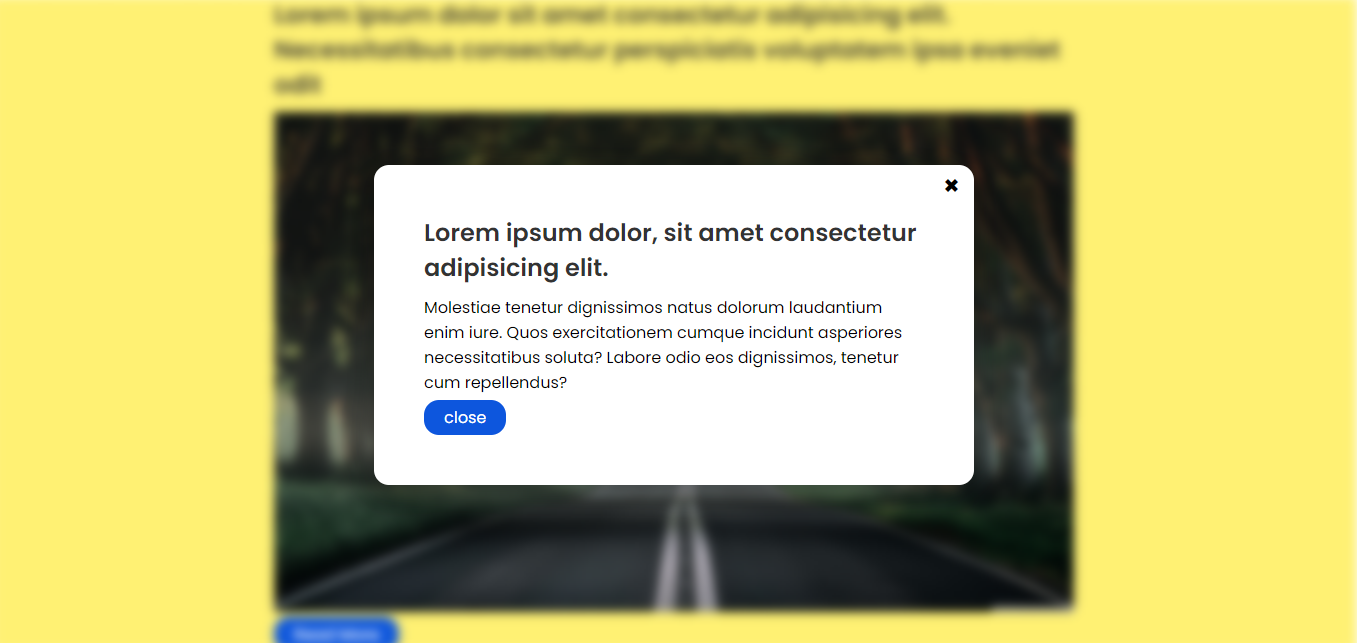 Lorem ipsum dolor sit amet consectetur adipisicing elit.
Necessitatibus consectetur perspiciatis voluptatem ipsa eveniet
odit
✖
Lorem ipsum dolor, sit amet consectetur
adipisicing elit.
Molestiae tenetur dignissimos natus dolorum laudantium
enim iure. Quos exercitationem cumque incidunt asperiores
necessitatibus soluta? Labore odio eos dignissimos, tenetur
cum repellendus?
close
Read More